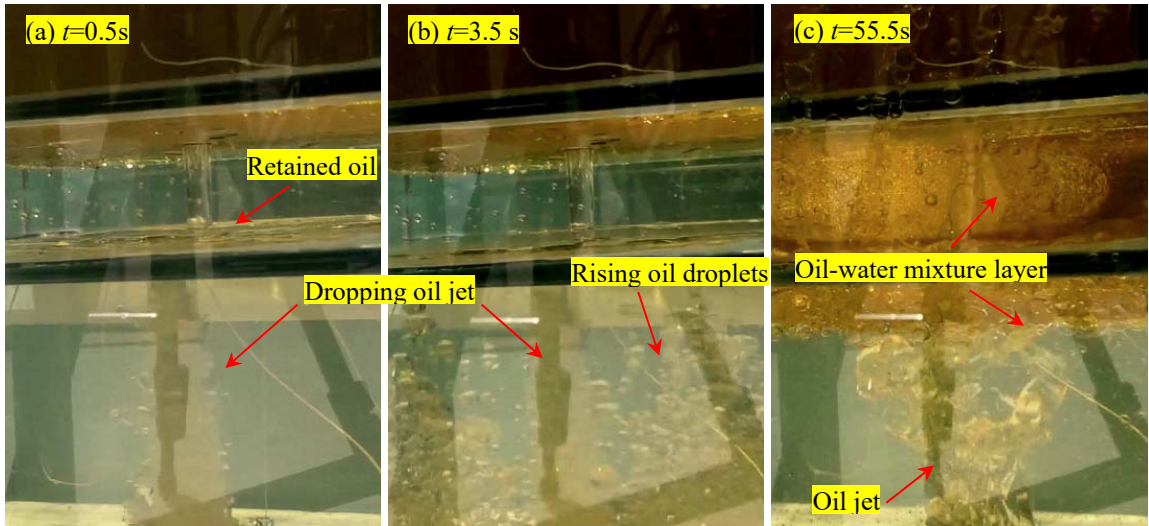 (a) t=0.5s
(b) t=3.5 s
(c) t=55.5s
Retained oil
Dropping oil jet
Rising oil droplets
Oil-water mixture layer
Oil jet